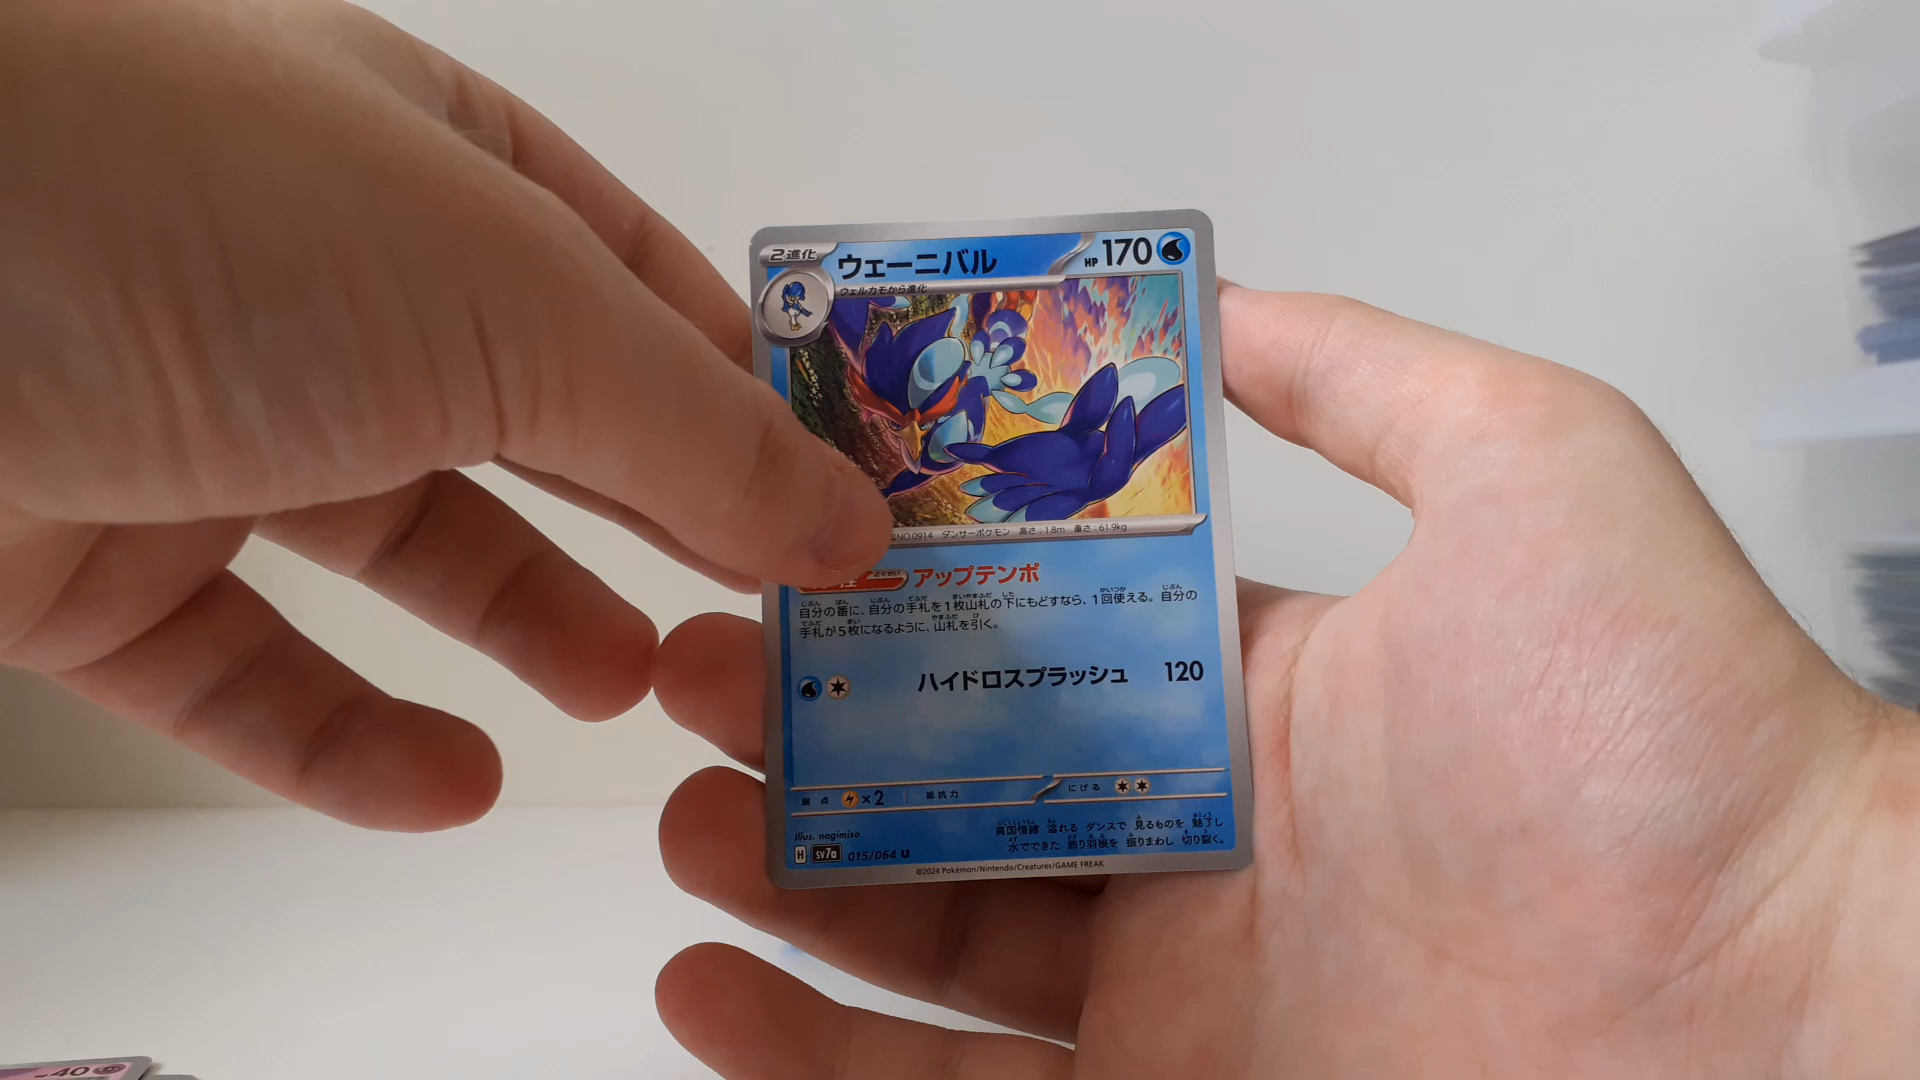 2進化 ウェーニバル HP 170
ウェルカモから進化
NO.0914 ダンサーポケモン 高さ:1.8m 重さ:61.9kg
とくせい アップテンポ
自分の番に、自分の手札を1枚山札の下にもどすなら、1回使える。自分の
手札が5枚になるように、山札を引く。
ハイドロスプラッシュ 120
弱点 ×2 抵抗力 にげる
Illus. nagimiso
異国情緒 溢れる ダンスで 見るものを 魅了し
水でできた 飾り羽根を 振りまわし 切り裂く。
H SV7a 015/064 U
©2024 Pokémon/Nintendo/Creatures/GAME FREAK.
40